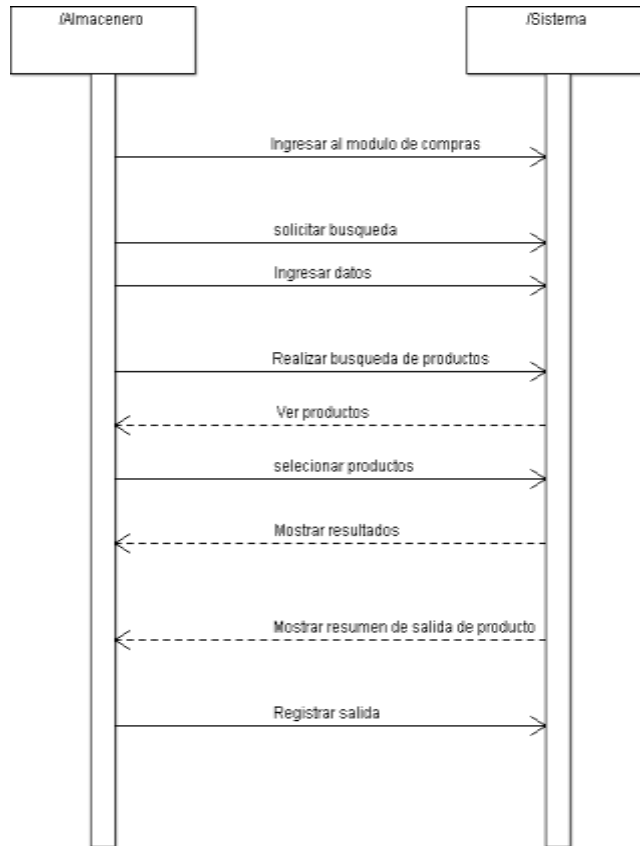 /Almacenero
/Sistema
Ingresar al modulo de compras
solicitar busqueda
Ingresar datos
Realizar busqueda de productos
Ver productos
selecionar productos
Mostrar resultados
Mostrar resumen de salida de producto
Registrar salida